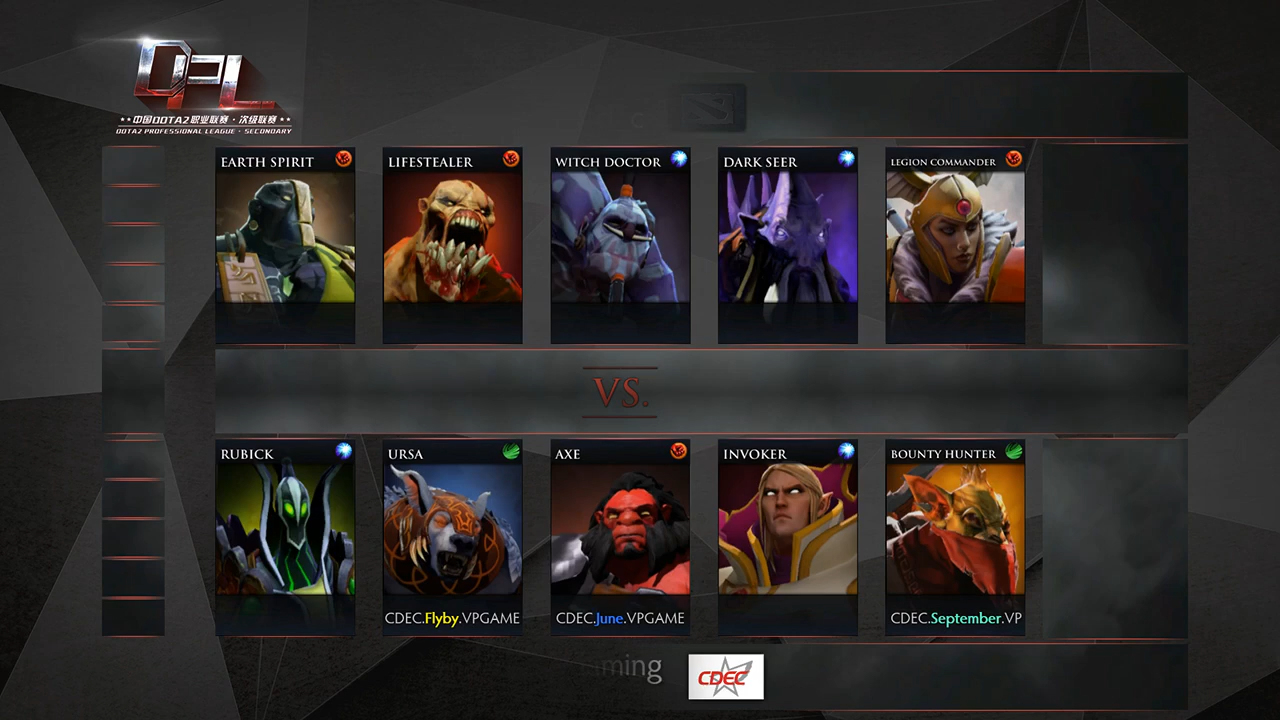 DPL
★★中国DOTA2职业联赛·次级联赛★★
DOTA2 PROFESSIONAL LEAGUE · SECONDARY
EARTH SPIRIT
LIFESTEALER
WITCH DOCTOR
DARK SEER
LEGION COMMANDER
VS.
RUBICK
URSA
AXE
INVOKER
BOUNTY HUNTER
CDEC.Flyby.VPGAME
CDEC.June.VPGAME
CDEC.September.VP
ming
CDEC